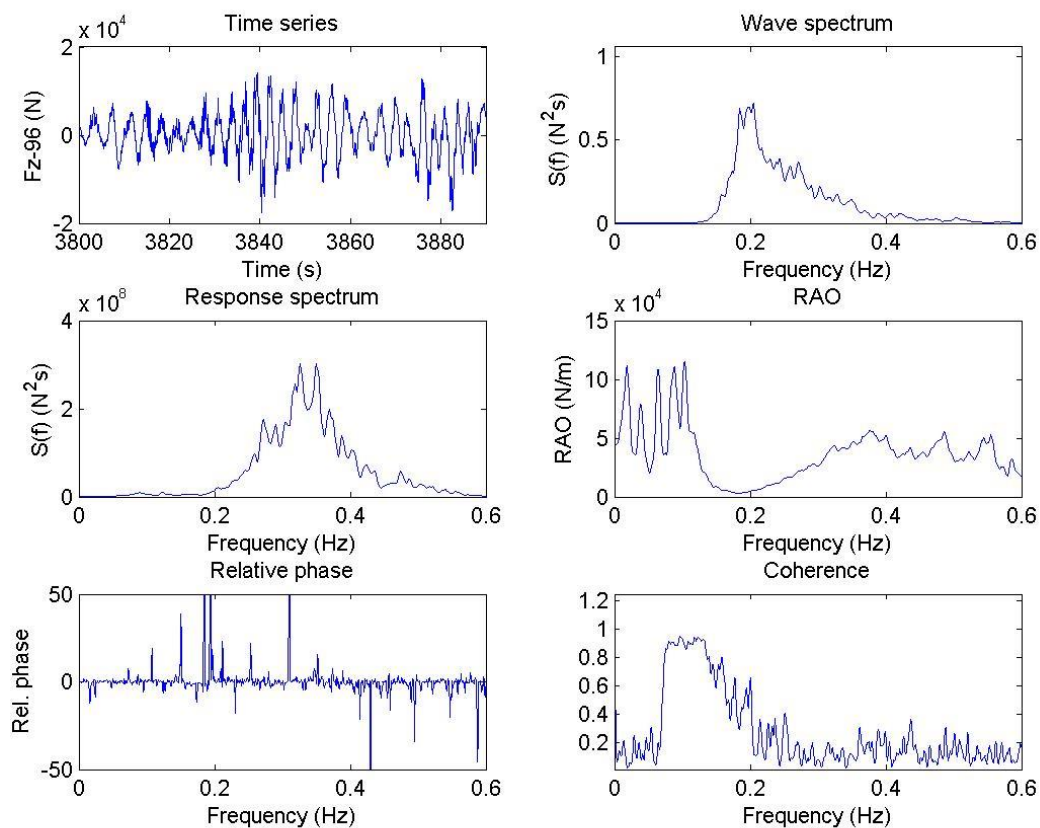 Time series
x 10^4
2
0
-2
Fz-96 (N)
3800 3820 3840 3860 3880
Time (s)
Wave spectrum
1
0.5
0
S(f) (N^2s)
0 0.2 0.4 0.6
Frequency (Hz)
Response spectrum
x 10^8
4
2
0
S(f) (N^2s)
0 0.2 0.4 0.6
Frequency (Hz)
RAO
x 10^4
15
10
5
0
RAO (N/m)
0 0.2 0.4 0.6
Frequency (Hz)
Relative phase
50
0
-50
Rel. phase
0 0.2 0.4 0.6
Frequency (Hz)
Coherence
1.2
1
0.8
0.6
0.4
0.2
0 0.2 0.4 0.6
Frequency (Hz)